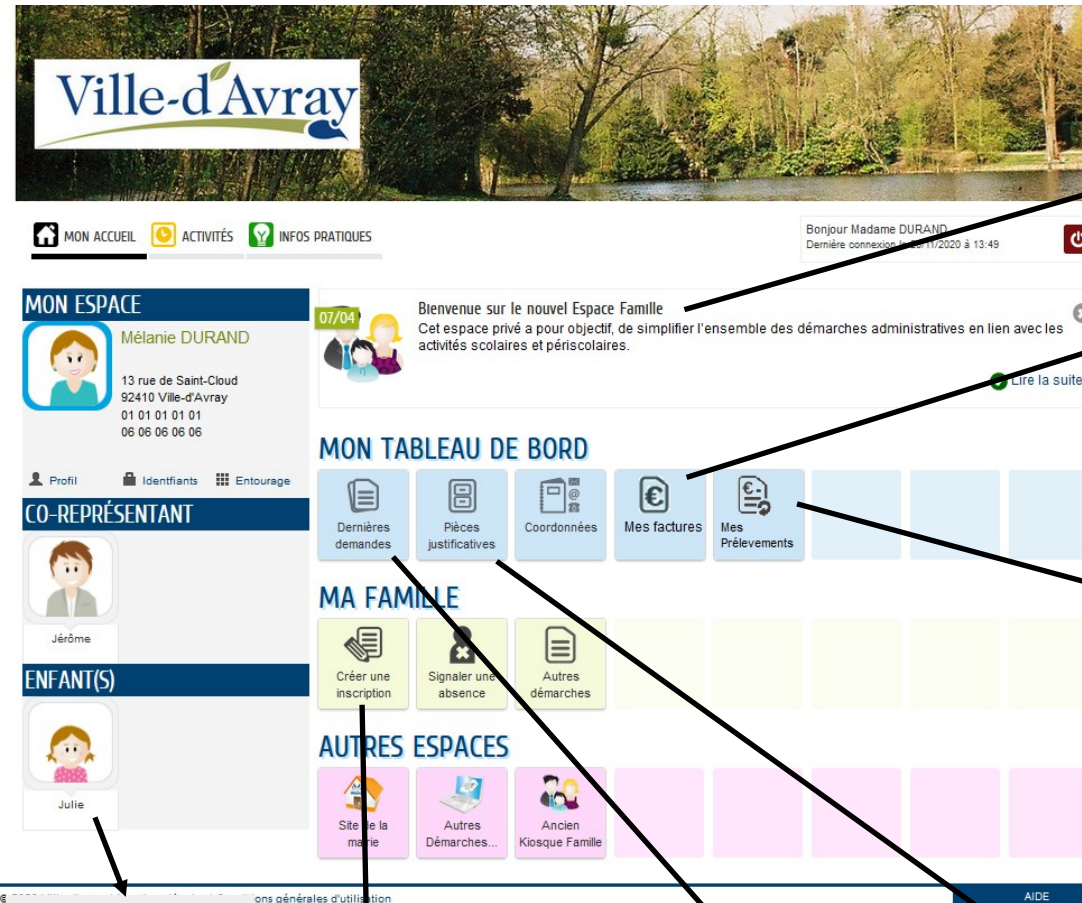 Ville-d'Avray
MON ACCUEIL
ACTIVITÉS
INFOS PRATIQUES
Bonjour Madame DURAND
Dernière connexion /11/2020 à 13:49
MON ESPACE
Mélanie DURAND
13 rue de Saint-Cloud
92410 Ville-d'Avray
01 01 01 01 01
06 06 06 06 06
Profil
Identfiants
Entourage
CO-REPRÉSENTANT
Jérôme
ENFANT(S)
Julie
07/04
Bienvenue sur le nouvel Espace Famille
Cet espace privé a pour objectif, de simplifier l'ensemble des démarches administratives en lien avec les
activités scolaires et périscolaires.
Lire la suite
MON TABLEAU DE BORD
Dernières
demandes
Pièces
justificatives
Coordonnées
Mes factures
Mes
Prélevements
MA FAMILLE
Créer une
inscription
Signaler une
absence
Autres
démarches
AUTRES ESPACES
Site de la
mairie
Autres
Démarches...
Ancien
Kiosque Famille
ons générales d'utilisation
AIDE